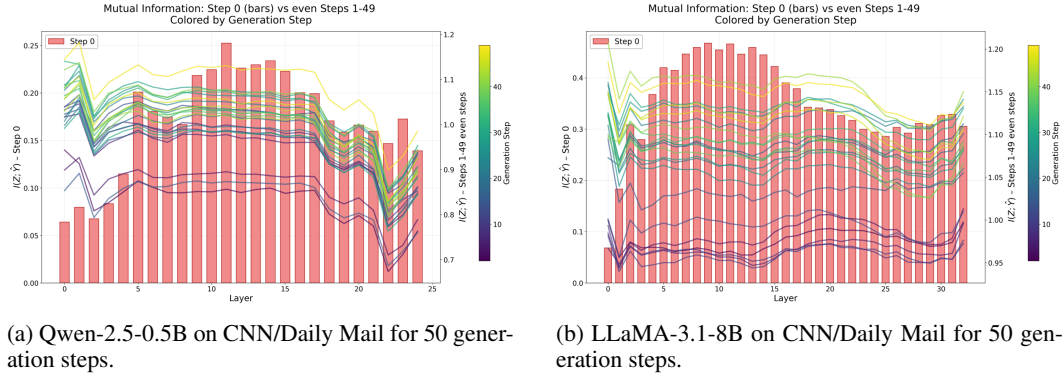 Mutual Information: Step 0 (bars) vs even Steps 1-49
Colored by Generation Step
Step 0
I(Z; Ŷ) – Step 0
0.25
0.20
0.15
0.10
0.05
0.00
0
5
10
15
20
25
Layer
1.2
1.1
1.0
0.9
0.8
0.7
I(Z; Ŷ) – Steps 1-49 even steps
40
30
20
10
Generation Step
(a) Qwen-2.5-0.5B on CNN/Daily Mail for 50 gener-
ation steps.
Mutual Information: Step 0 (bars) vs even Steps 1-49
Colored by Generation Step
Step 0
I(Z; Ŷ) – Step 0
0.4
0.3
0.2
0.1
0.0
0
5
10
15
20
25
30
Layer
1.20
1.15
1.10
1.05
1.00
0.95
I(Z; Ŷ) – Steps 1-49 even steps
40
30
20
10
Generation Step
(b) LLaMA-3.1-8B on CNN/Daily Mail for 50 gen-
eration steps.